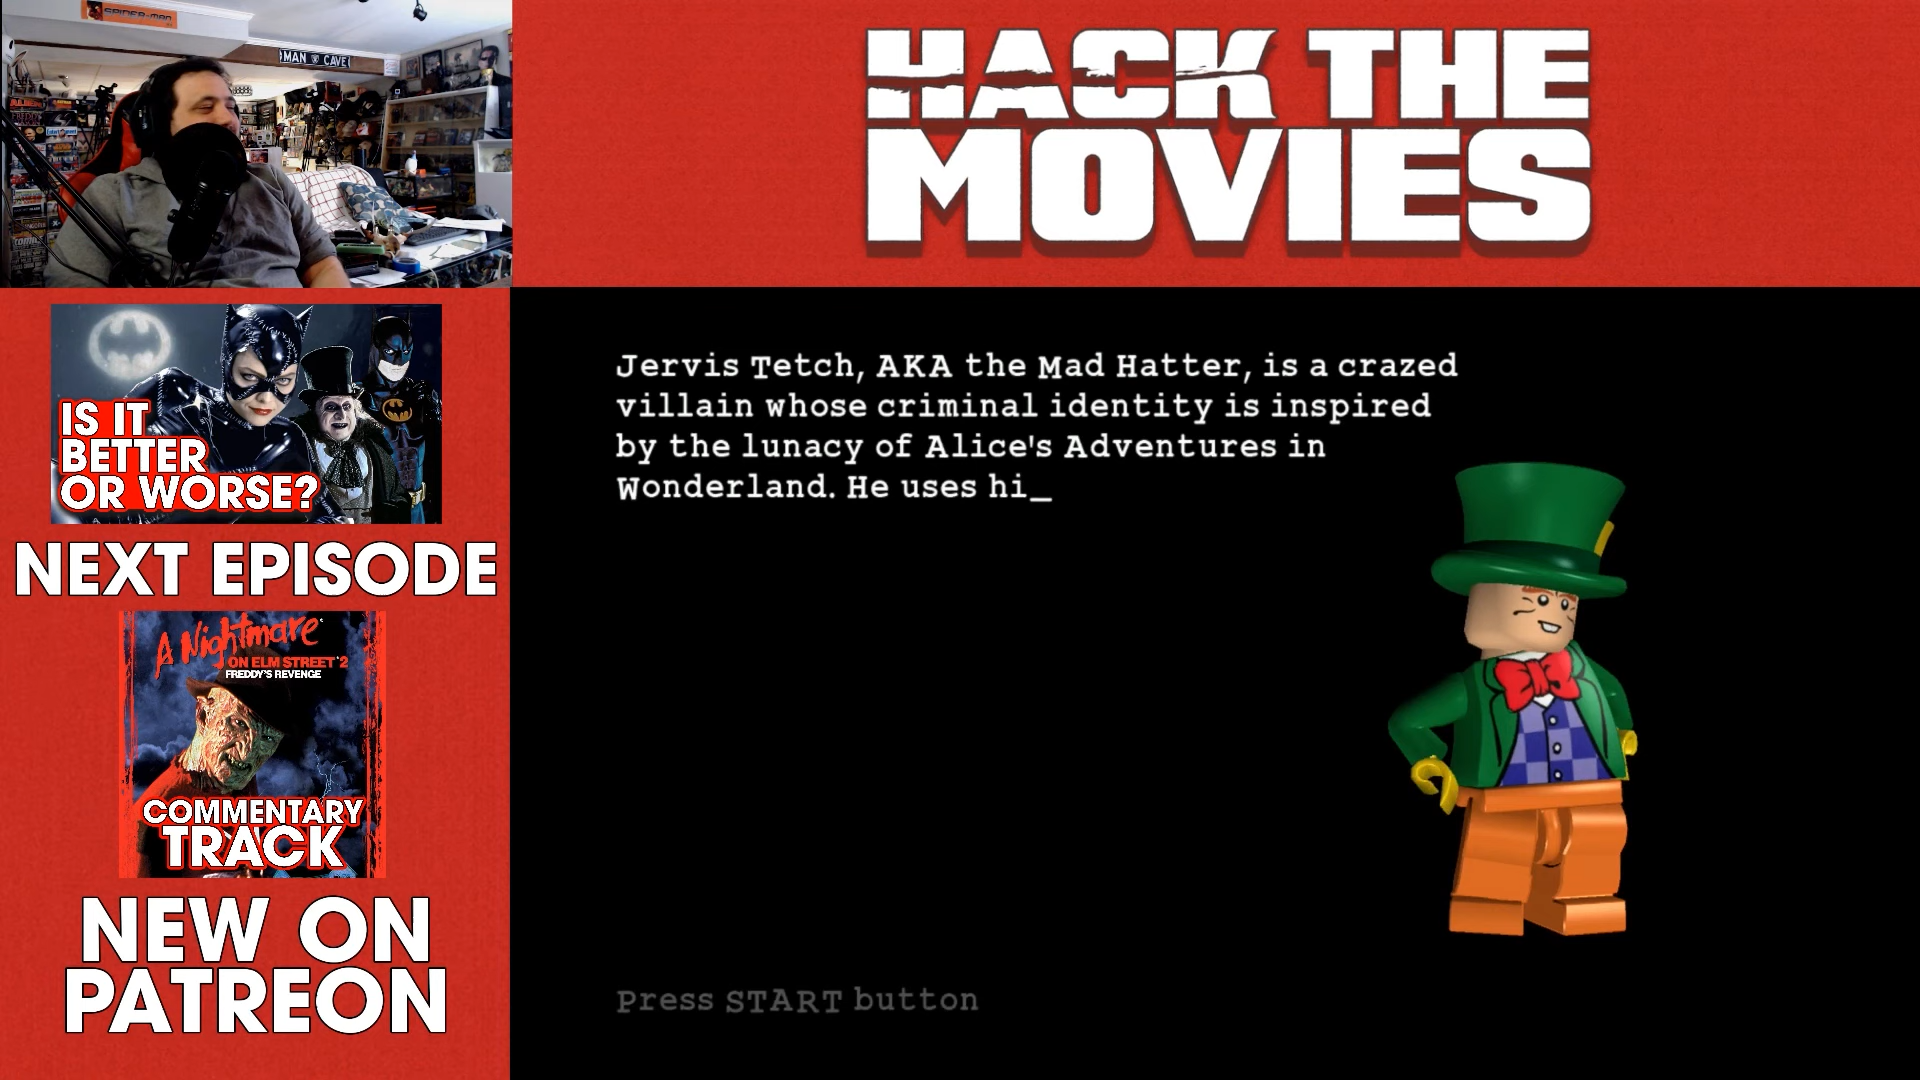 SPIDER-MAN
MAN CAVE
HACK THE
MOVIES
IS IT
BETTER
OR WORSE?
NEXT EPISODE
A Nightmare
ON ELM STREET 2
FREDDY'S REVENGE
COMMENTARY
TRACK
NEW ON
PATREON
Jervis Tetch, AKA the Mad Hatter, is a crazed
villain whose criminal identity is inspired
by the lunacy of Alice's Adventures in
Wonderland. He uses hi_
Press START button